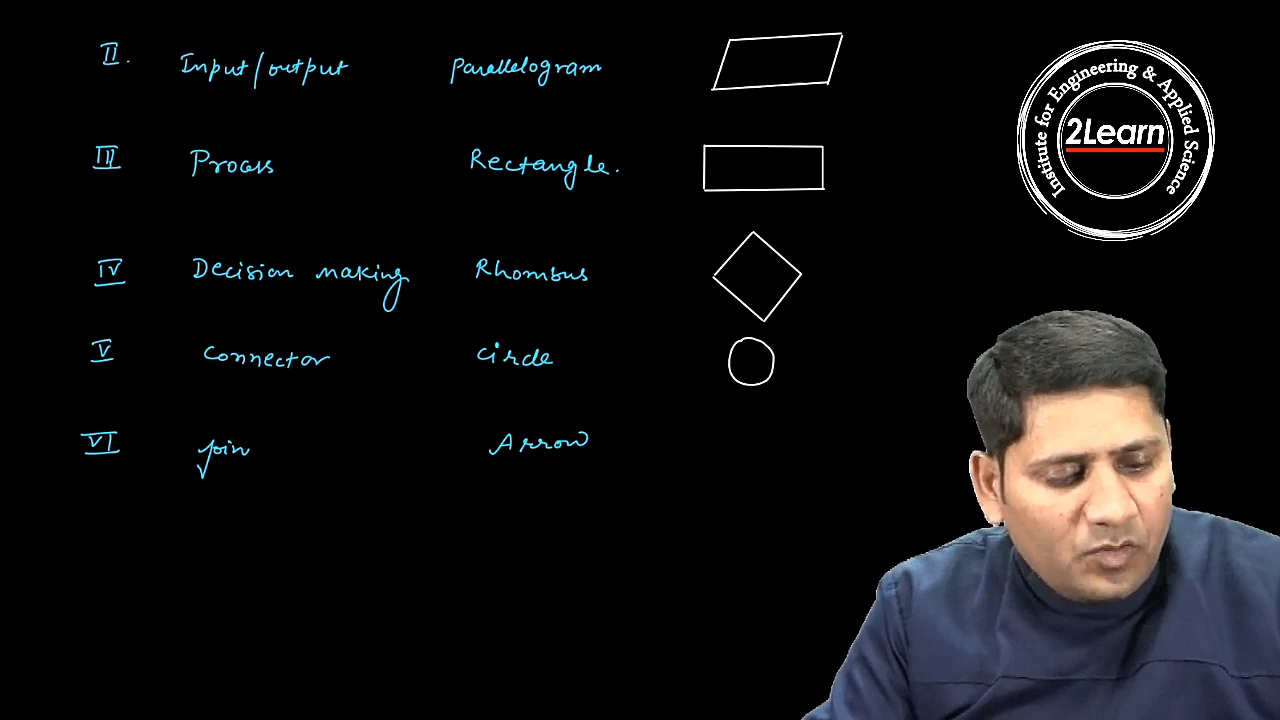 II. Input/output Parallelogram
III Process Rectangle.
IV Decision making Rhombus
V Connector Circle
VI Join Arrow
Institute for Engineering & Applied Science
2Learn